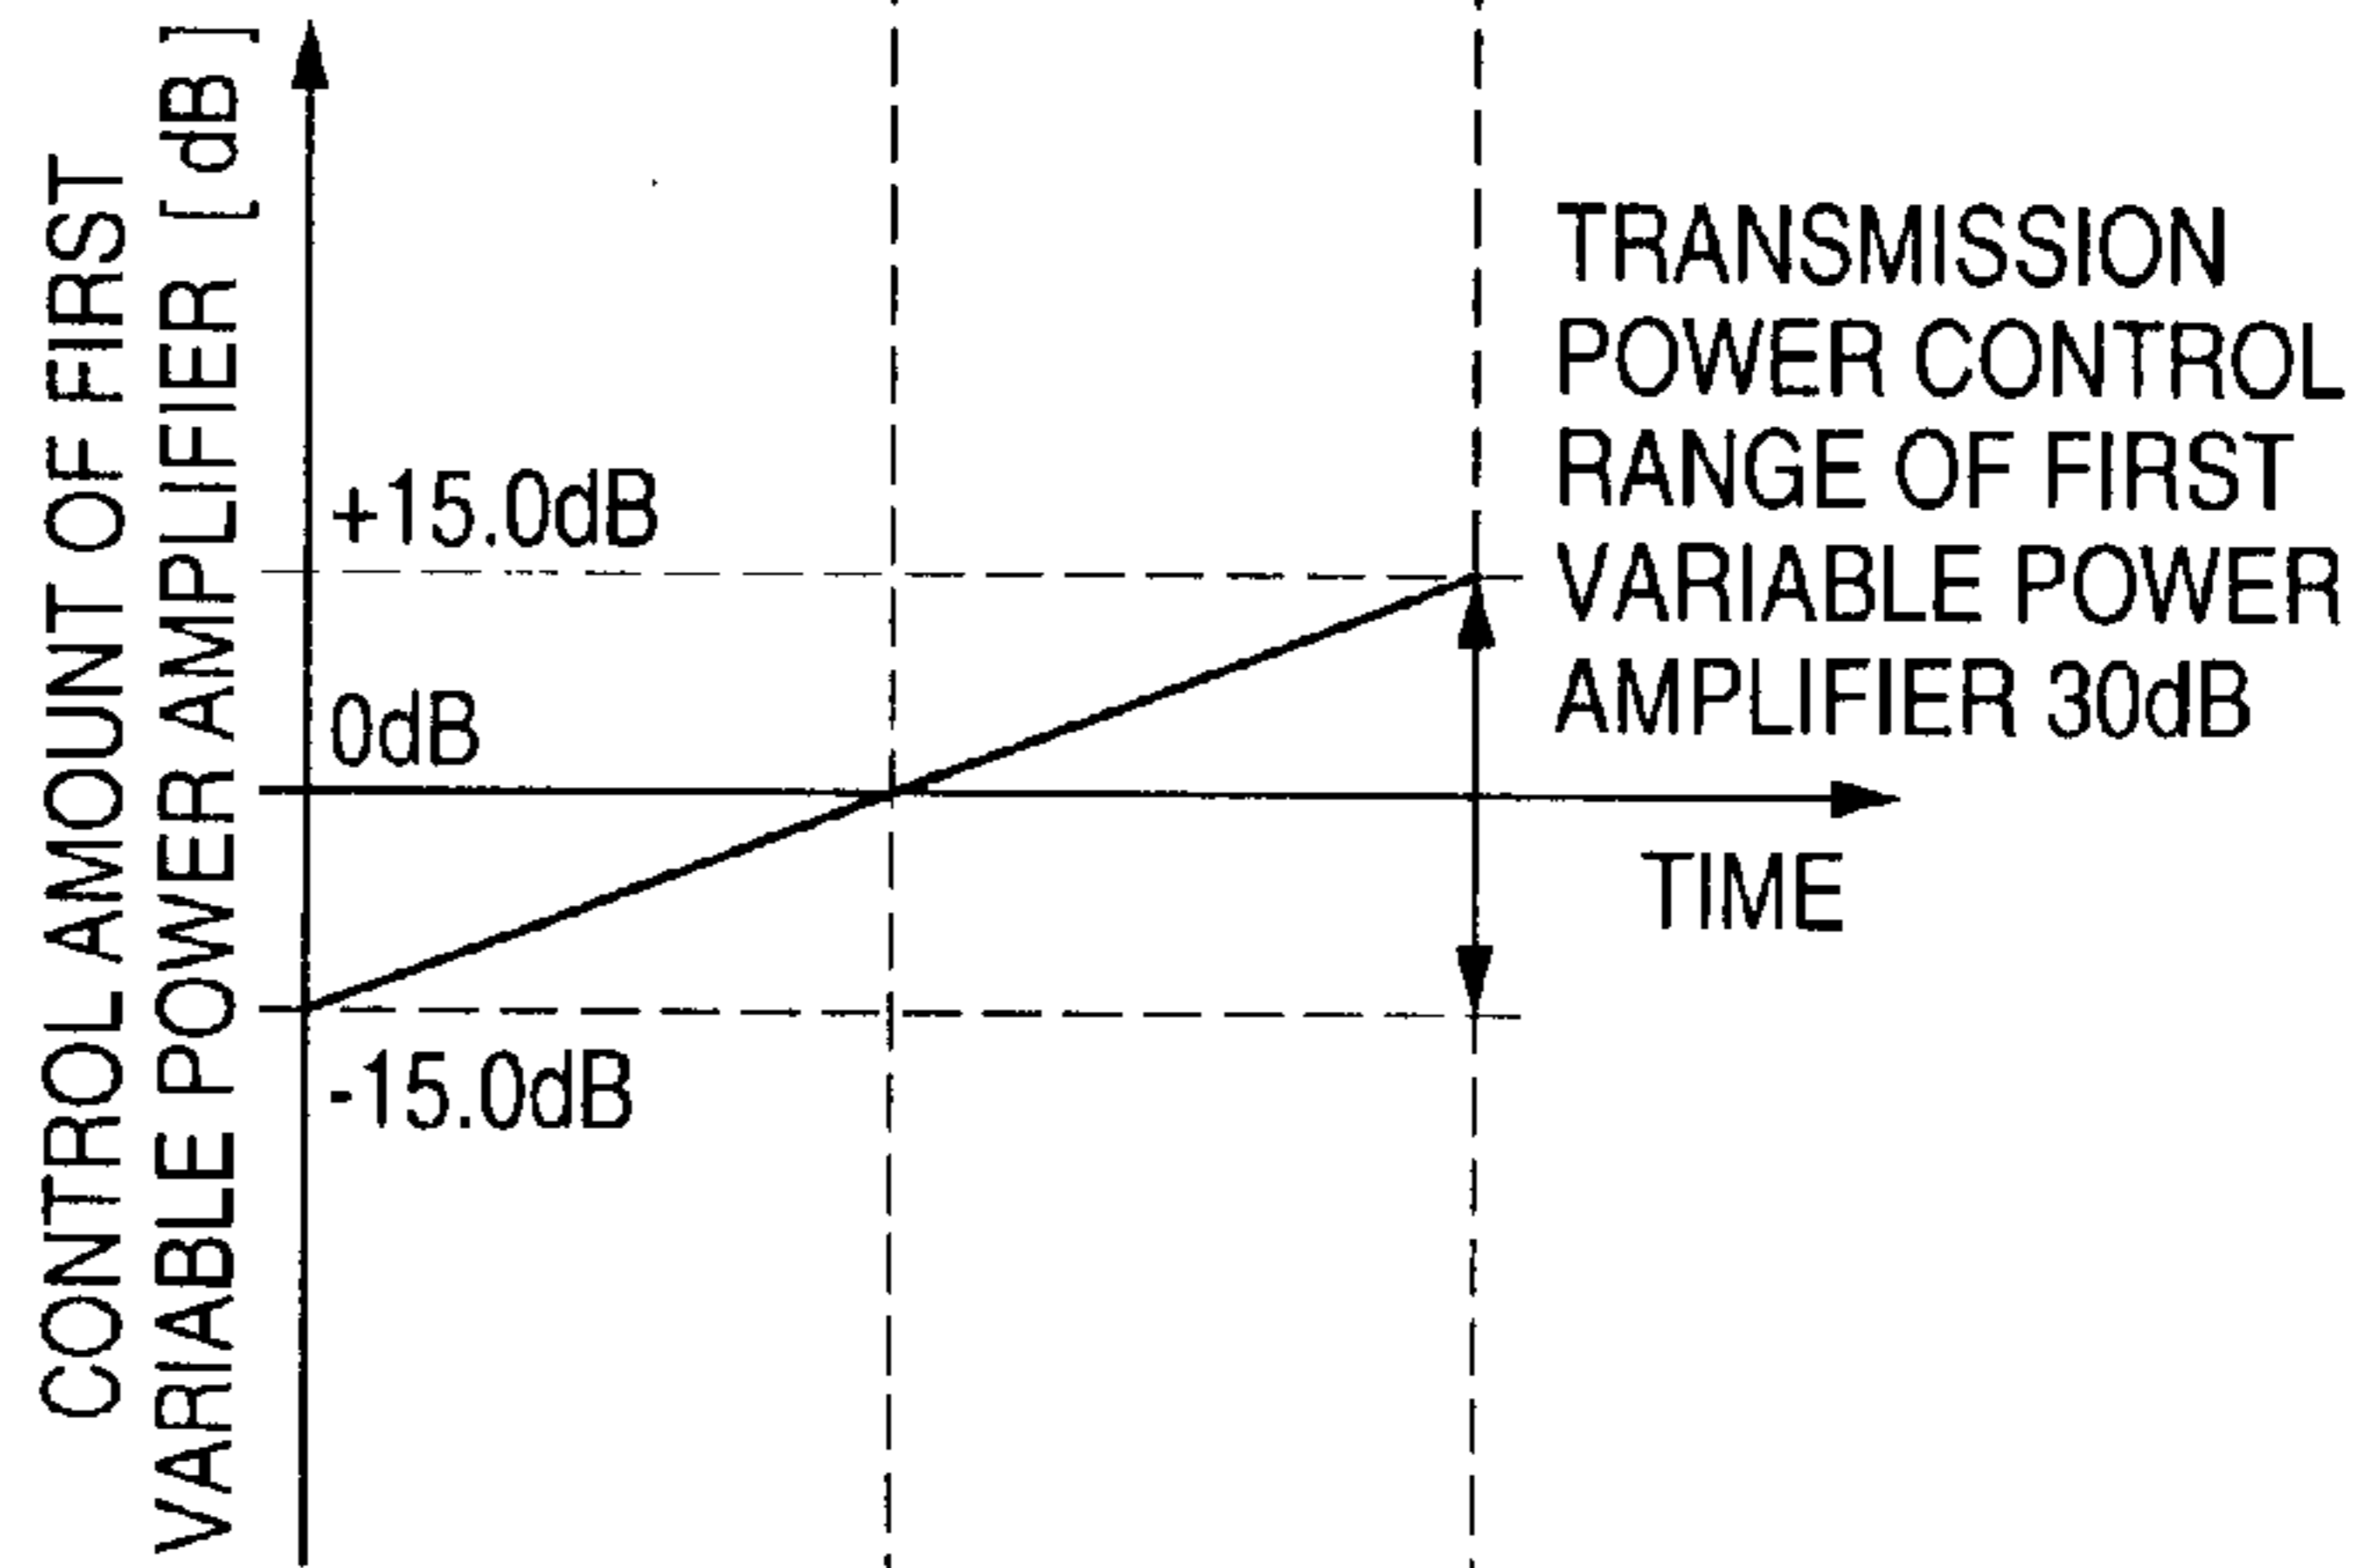 CONTROL AMOUNT OF FIRST
VARIABLE POWER AMPLIFIER [ dB ]
+15.0dB
0dB
-15.0dB
TRANSMISSION
POWER CONTROL
RANGE OF FIRST
VARIABLE POWER
AMPLIFIER 30dB
TIME